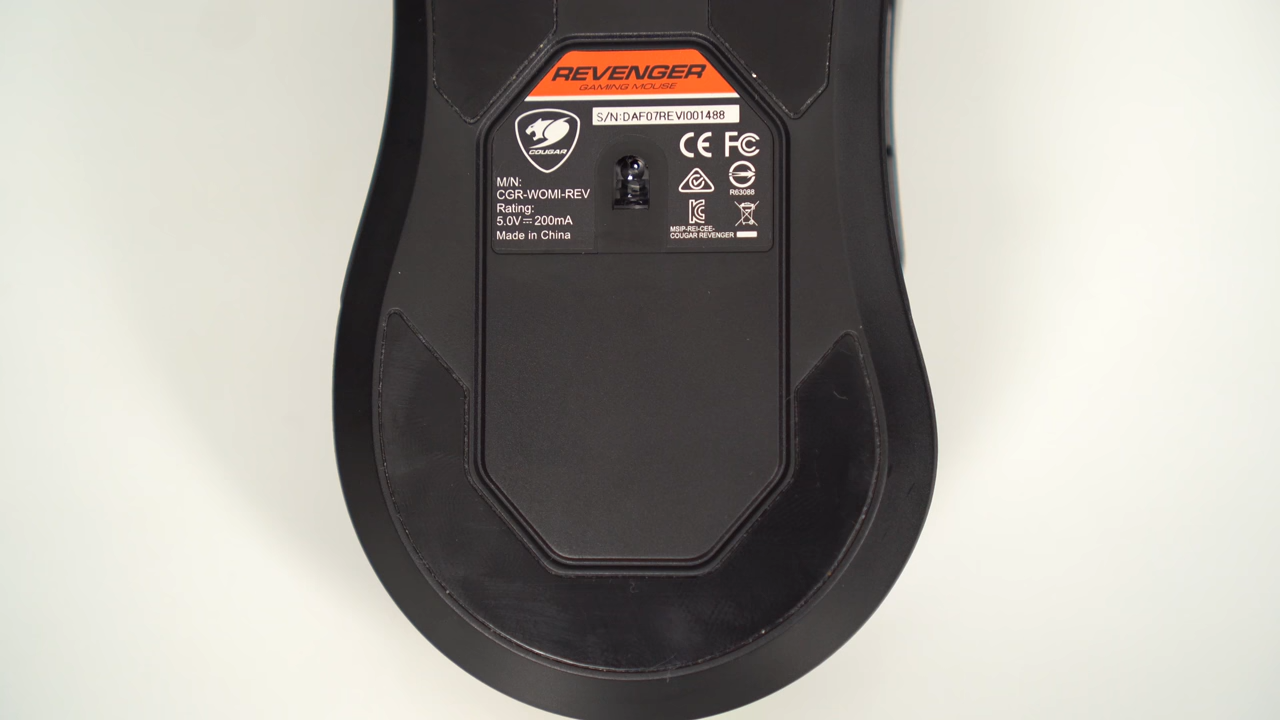 REVENGER
GAMING MOUSE
S/N:DAF07REVI001488
COUGAR
CE FC
M/N:
CGR-WOMI-REV
Rating:
5.0V⎓200mA
Made in China
R63088
MSIP-REI-CEE-
COUGAR REVENGER